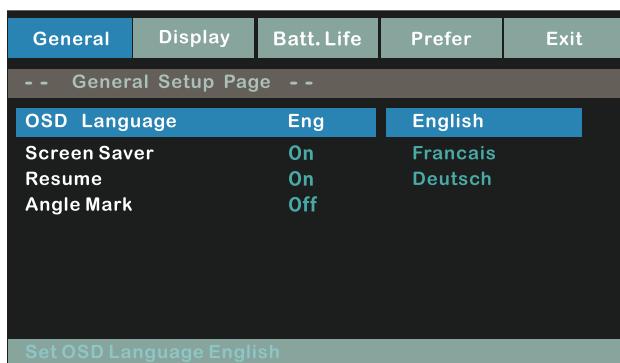 General Display Batt. Life Prefer Exit
-- General Setup Page --
OSD Language Eng English
Screen Saver On Francais
Resume On Deutsch
Angle Mark Off
Set OSD Language English